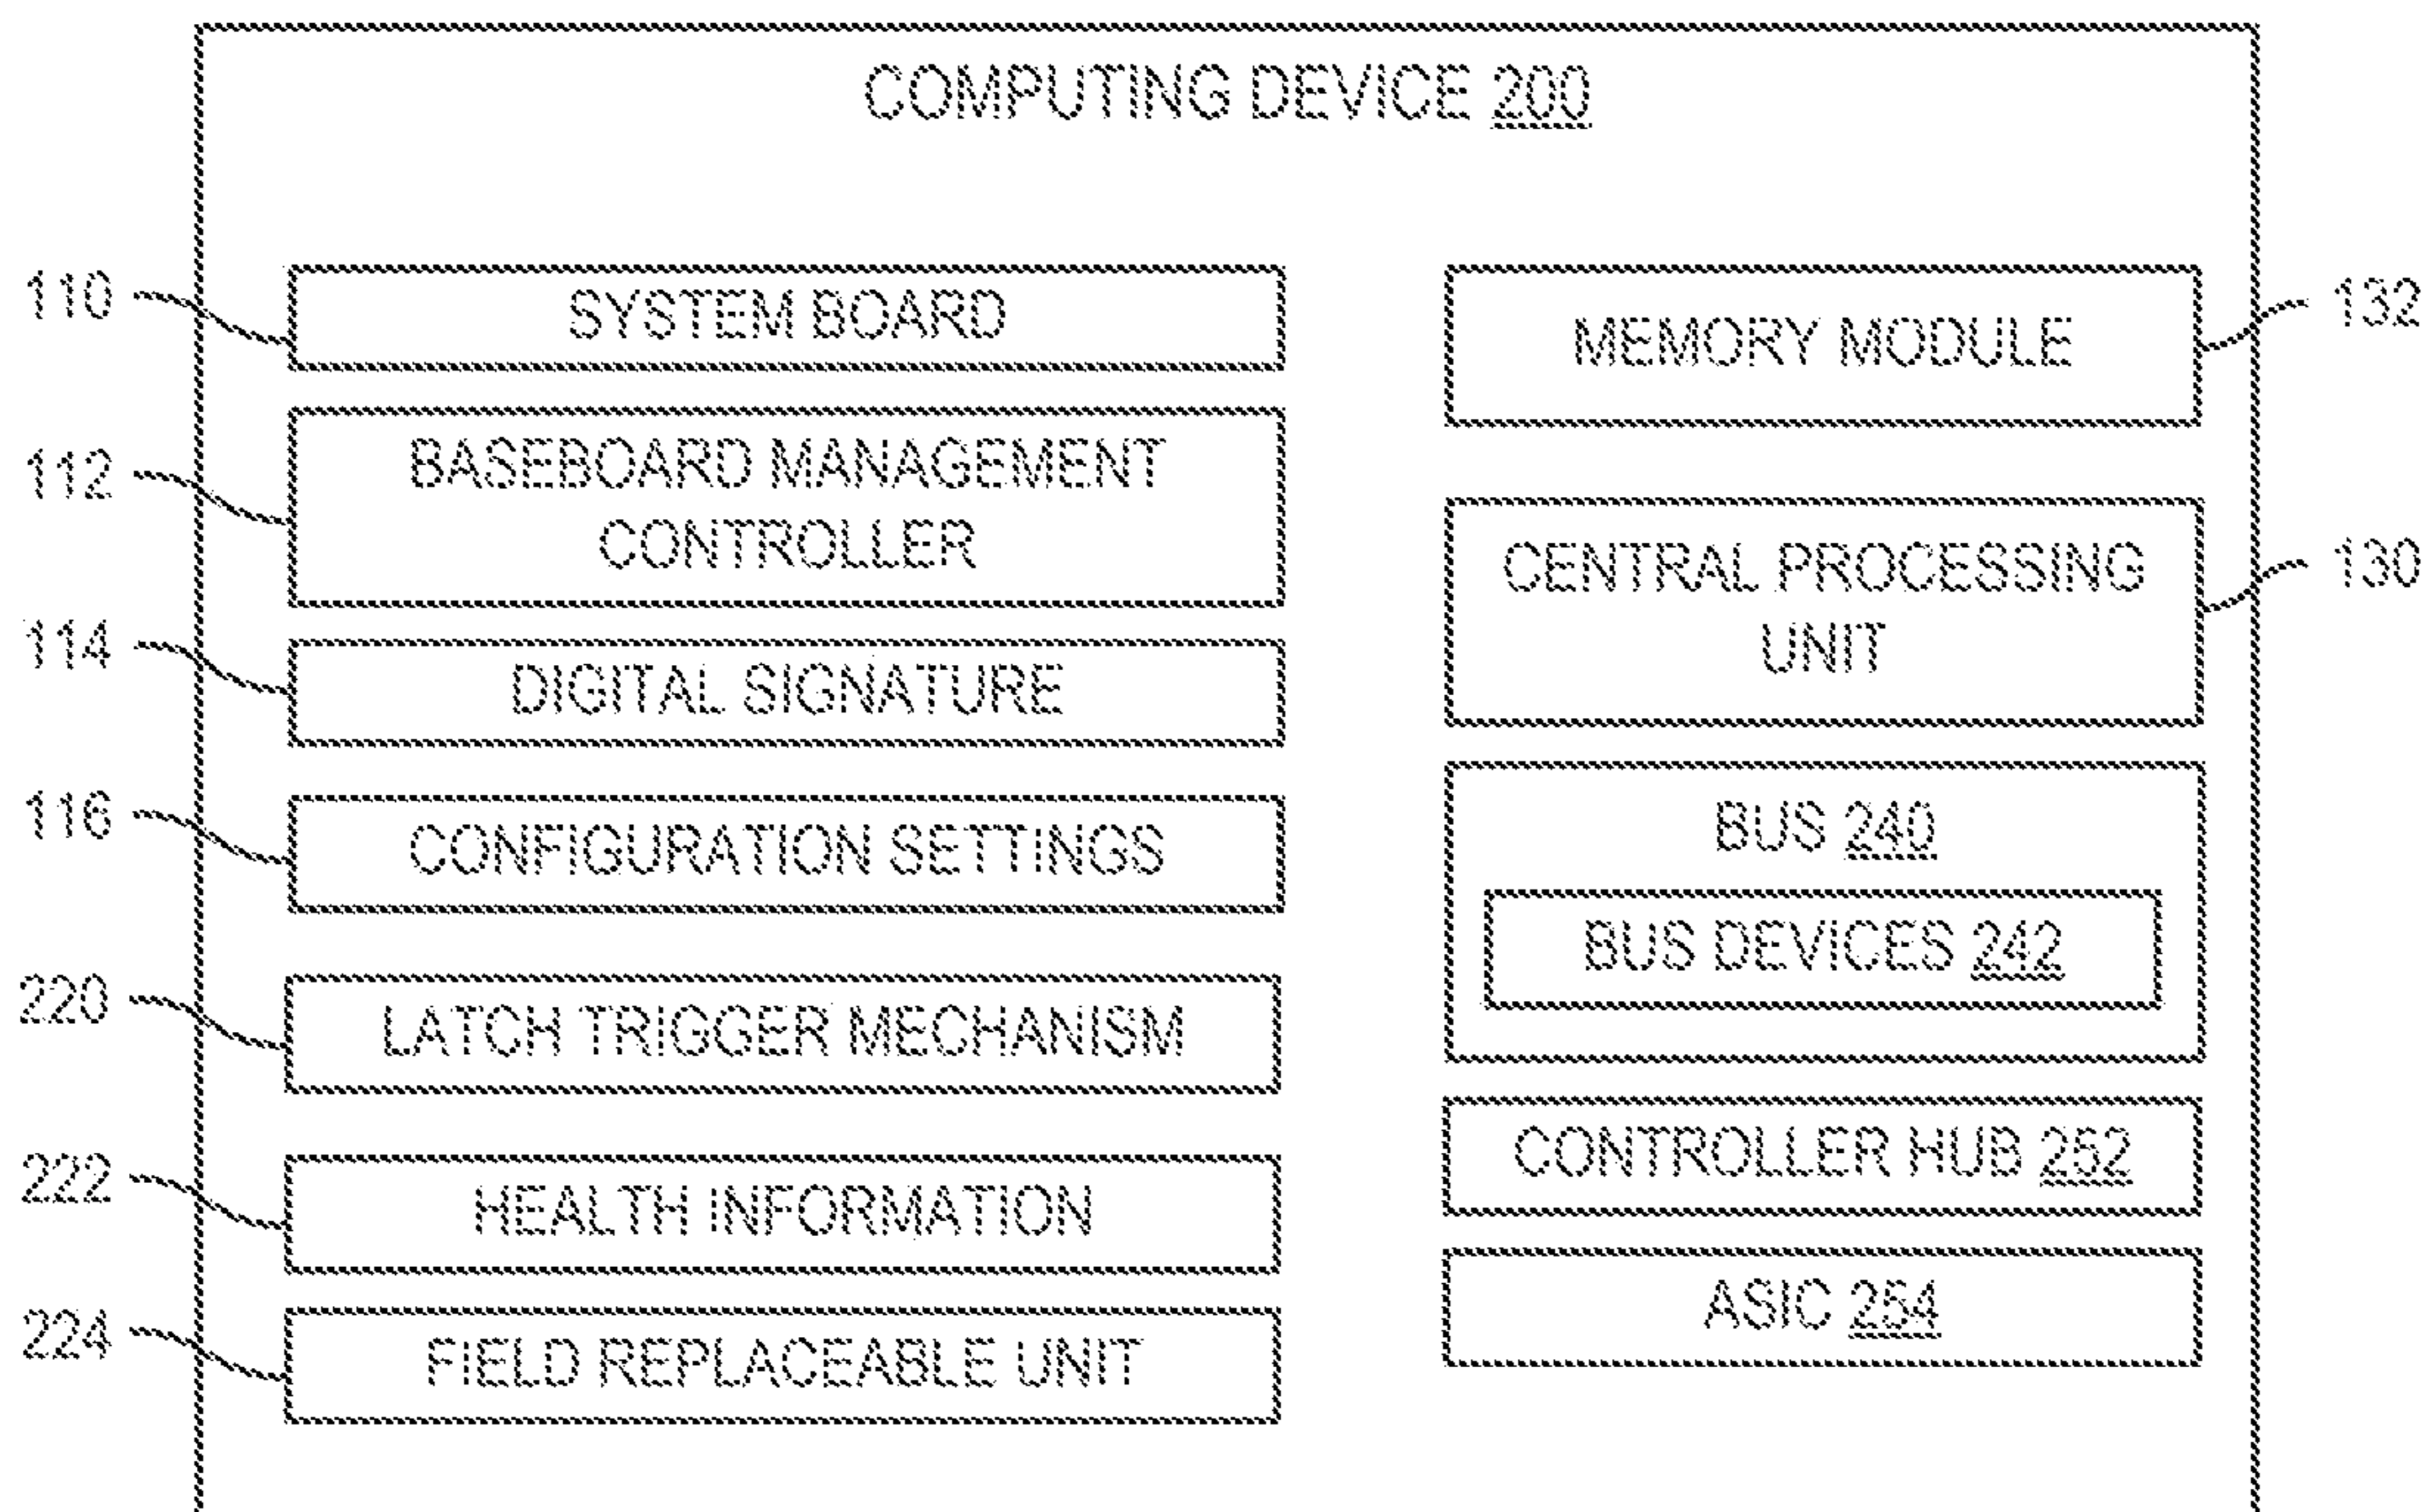 COMPUTING DEVICE 200
110
SYSTEM BOARD
112
BASEBOARD MANAGEMENT
CONTROLLER
114
DIGITAL SIGNATURE
116
CONFIGURATION SETTINGS
220
LATCH TRIGGER MECHANISM
222
HEALTH INFORMATION
224
FIELD REPLACEABLE UNIT
MEMORY MODULE
132
CENTRAL PROCESSING
UNIT
130
BUS 240
BUS DEVICES 242
CONTROLLER HUB 252
ASIC 254